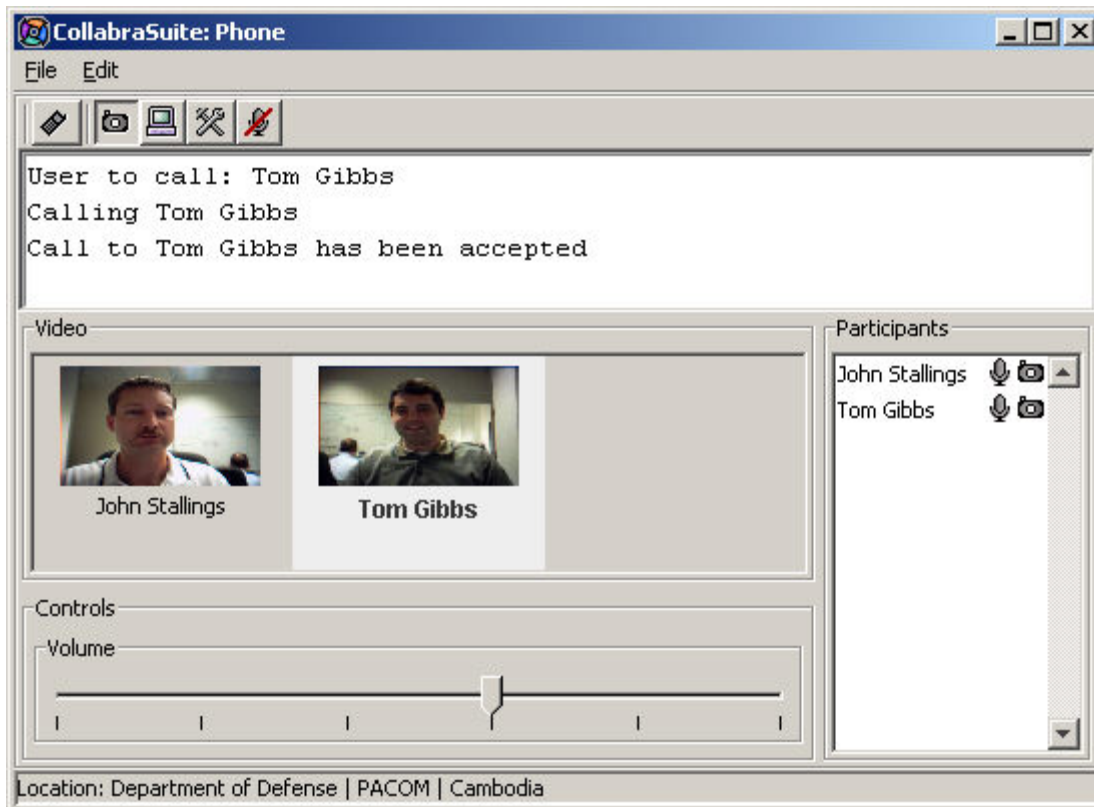 CollabraSuite: Phone
File Edit
User to call: Tom Gibbs
Calling Tom Gibbs
Call to Tom Gibbs has been accepted
Video
John Stallings
Tom Gibbs
Participants
John Stallings
Tom Gibbs
Controls
Volume
Location: Department of Defense | PACOM | Cambodia